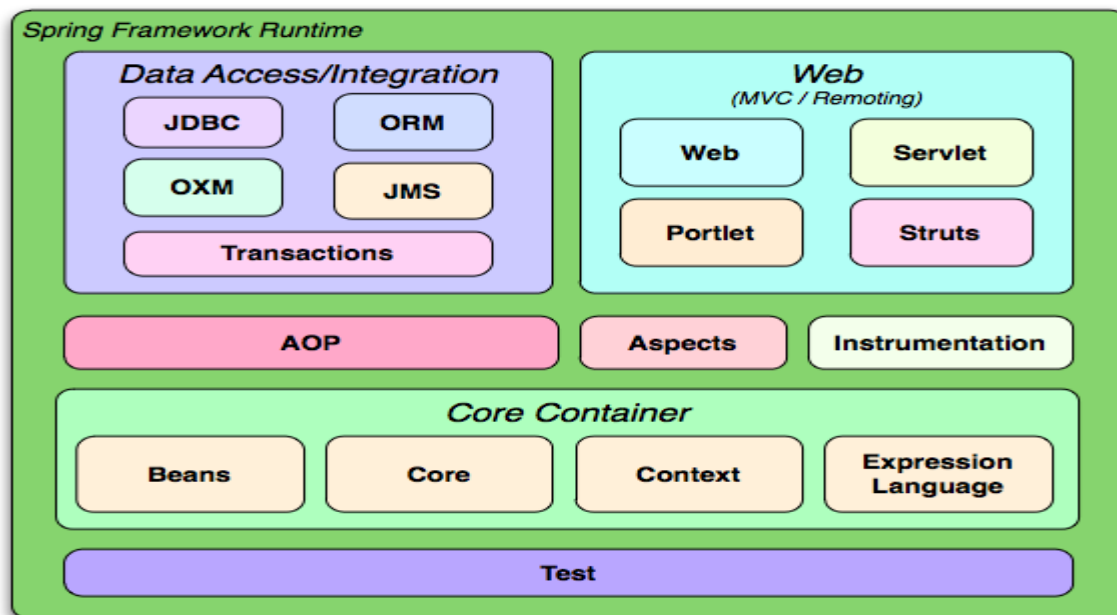 Spring Framework Runtime
Data Access/Integration
JDBC
ORM
OXM
JMS
Transactions
Web
(MVC / Remoting)
Web
Servlet
Portlet
Struts
AOP
Aspects
Instrumentation
Core Container
Beans
Core
Context
Expression
Language
Test